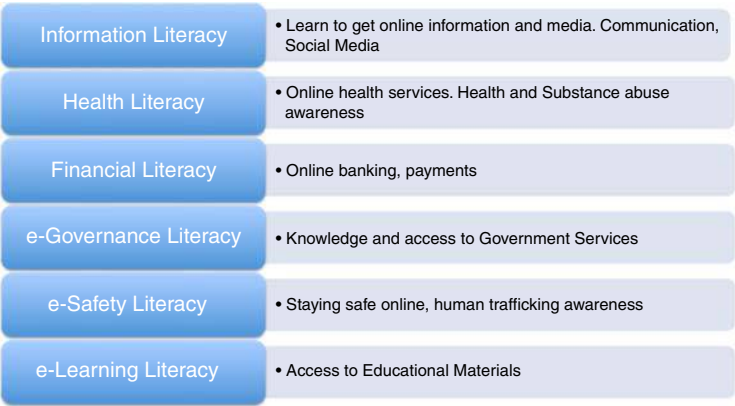 Information Literacy
• Learn to get online information and media. Communication,
Social Media
Health Literacy
• Online health services. Health and Substance abuse
awareness
Financial Literacy
• Online banking, payments
e-Governance Literacy
• Knowledge and access to Government Services
e-Safety Literacy
• Staying safe online, human trafficking awareness
e-Learning Literacy
• Access to Educational Materials